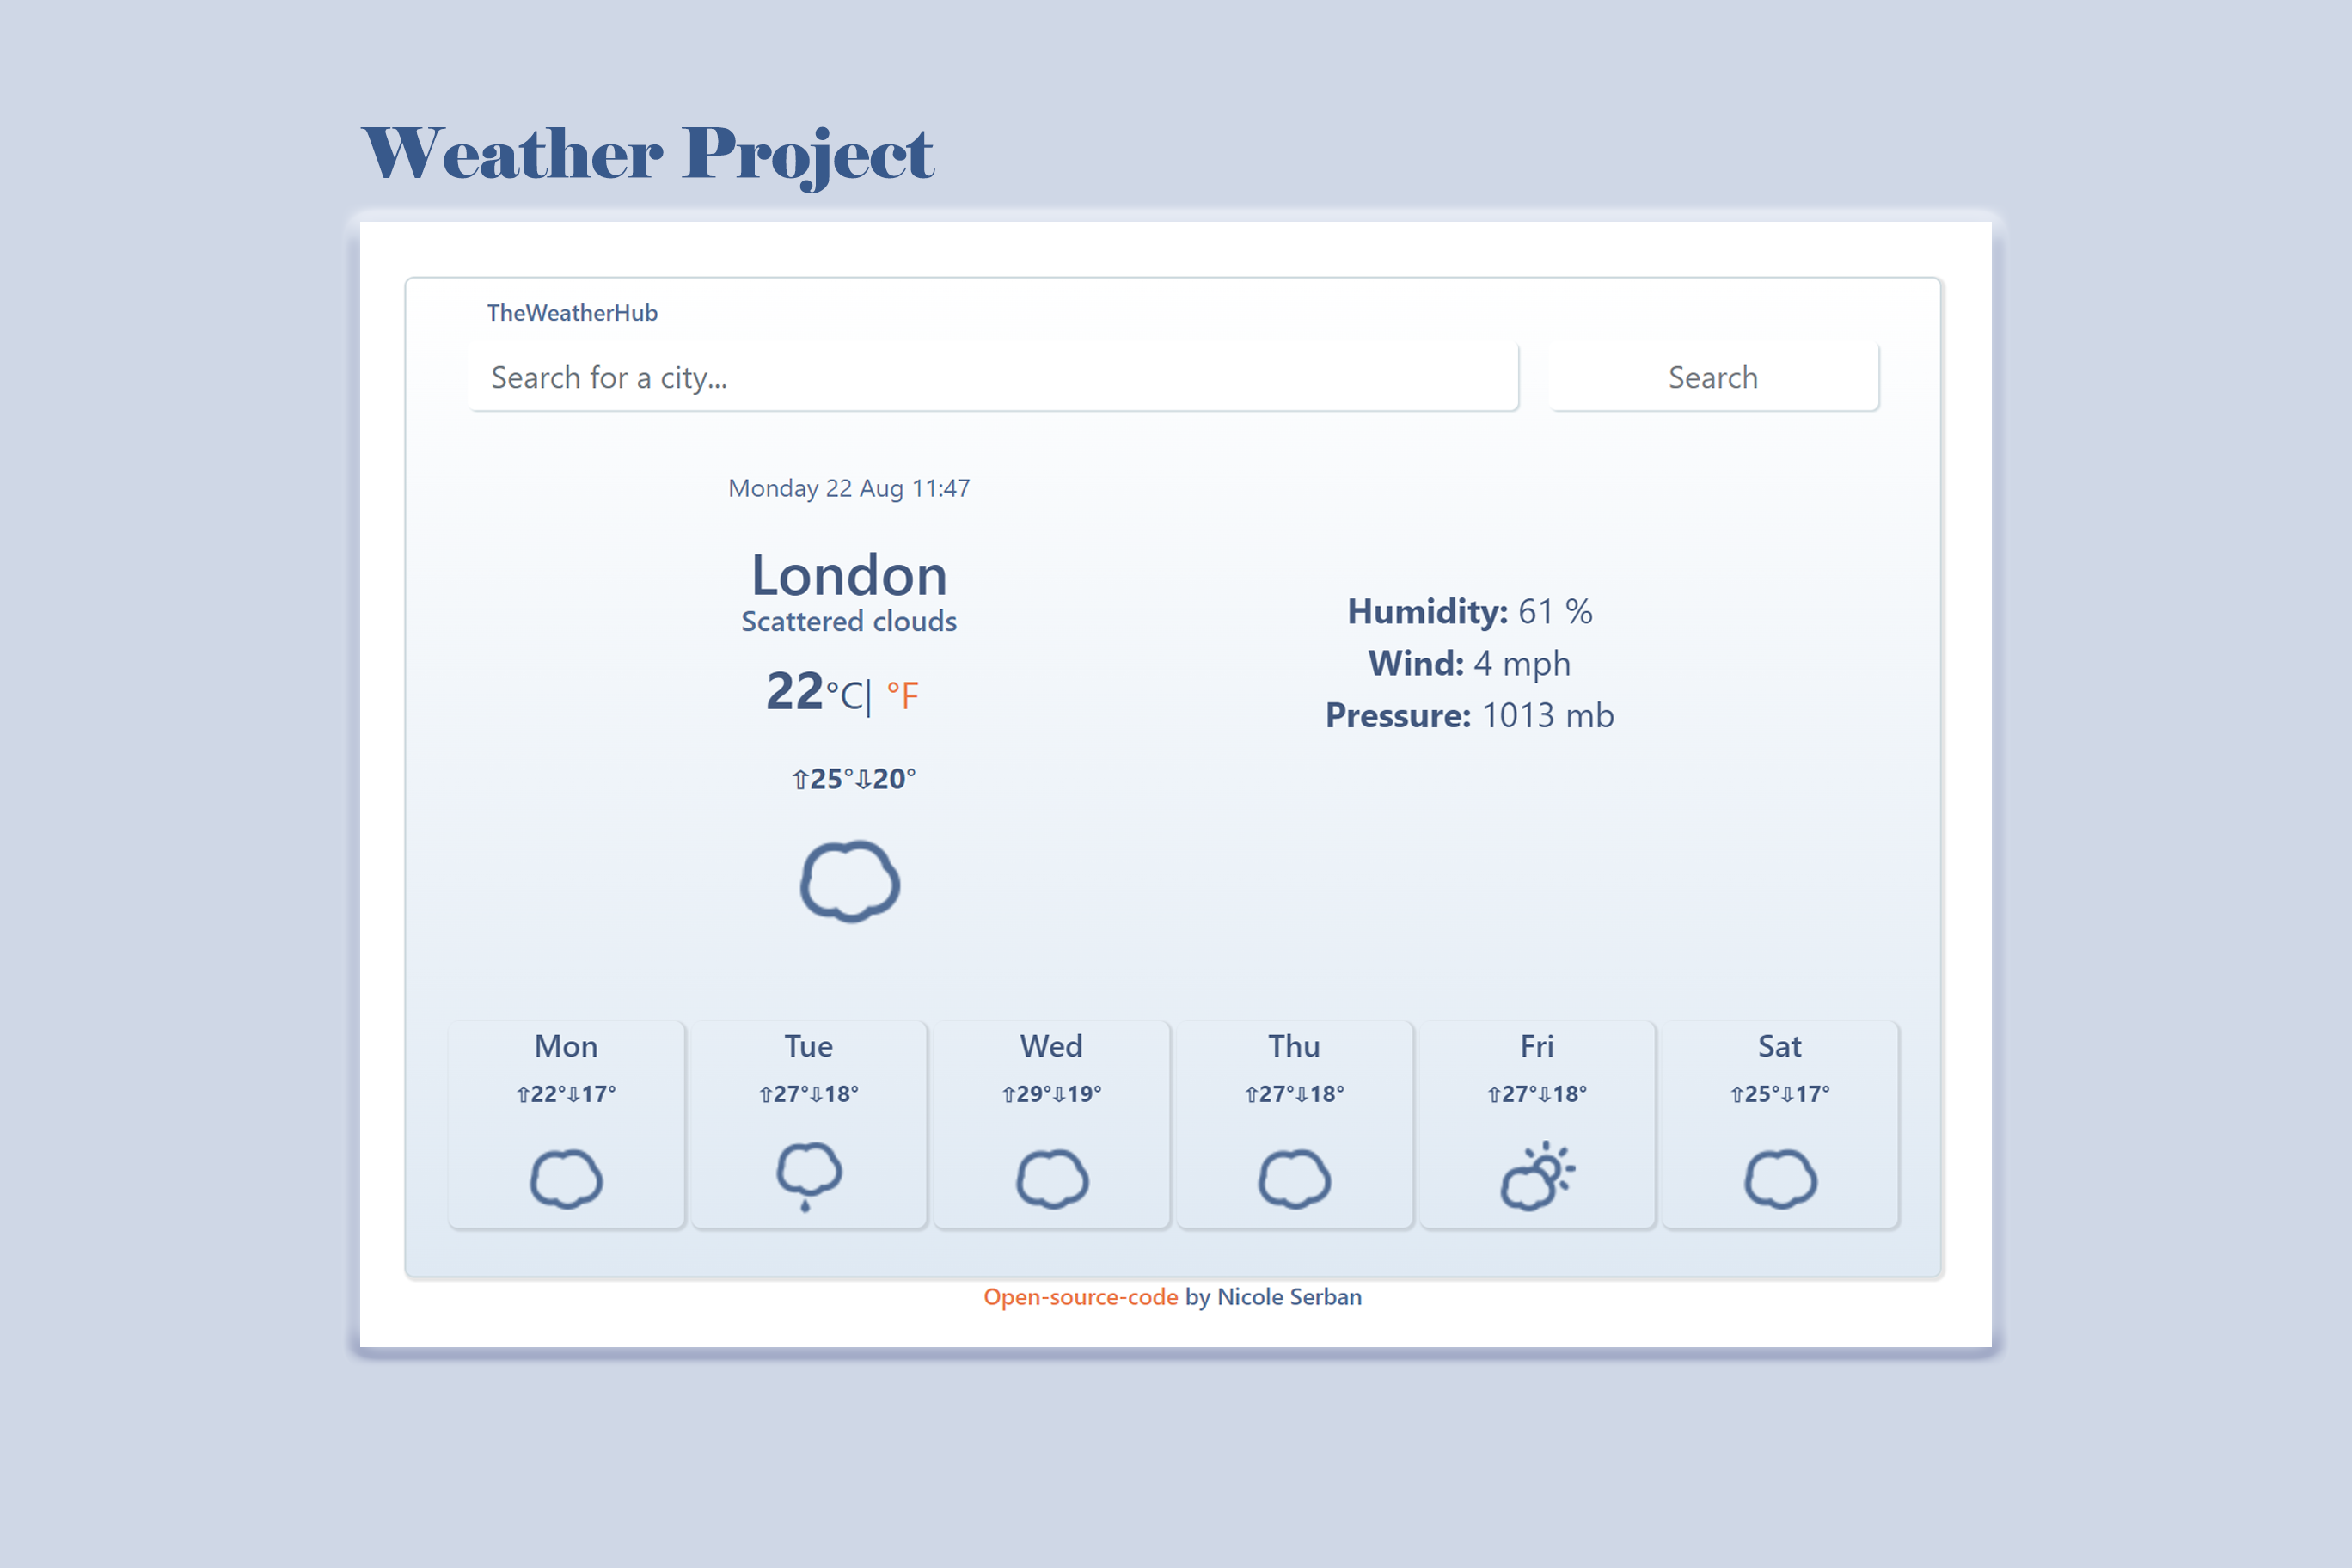 Weather Project
TheWeatherHub
Search for a city...
Search
Monday 22 Aug 11:47
London
Scattered clouds
22°C| °F
⇧25°⇩20°
Humidity: 61 %
Wind: 4 mph
Pressure: 1013 mb
Mon
⇧22°⇩17°
Tue
⇧27°⇩18°
Wed
⇧29°⇩19°
Thu
⇧27°⇩18°
Fri
⇧27°⇩18°
Sat
⇧25°⇩17°
Open-source-code by Nicole Serban